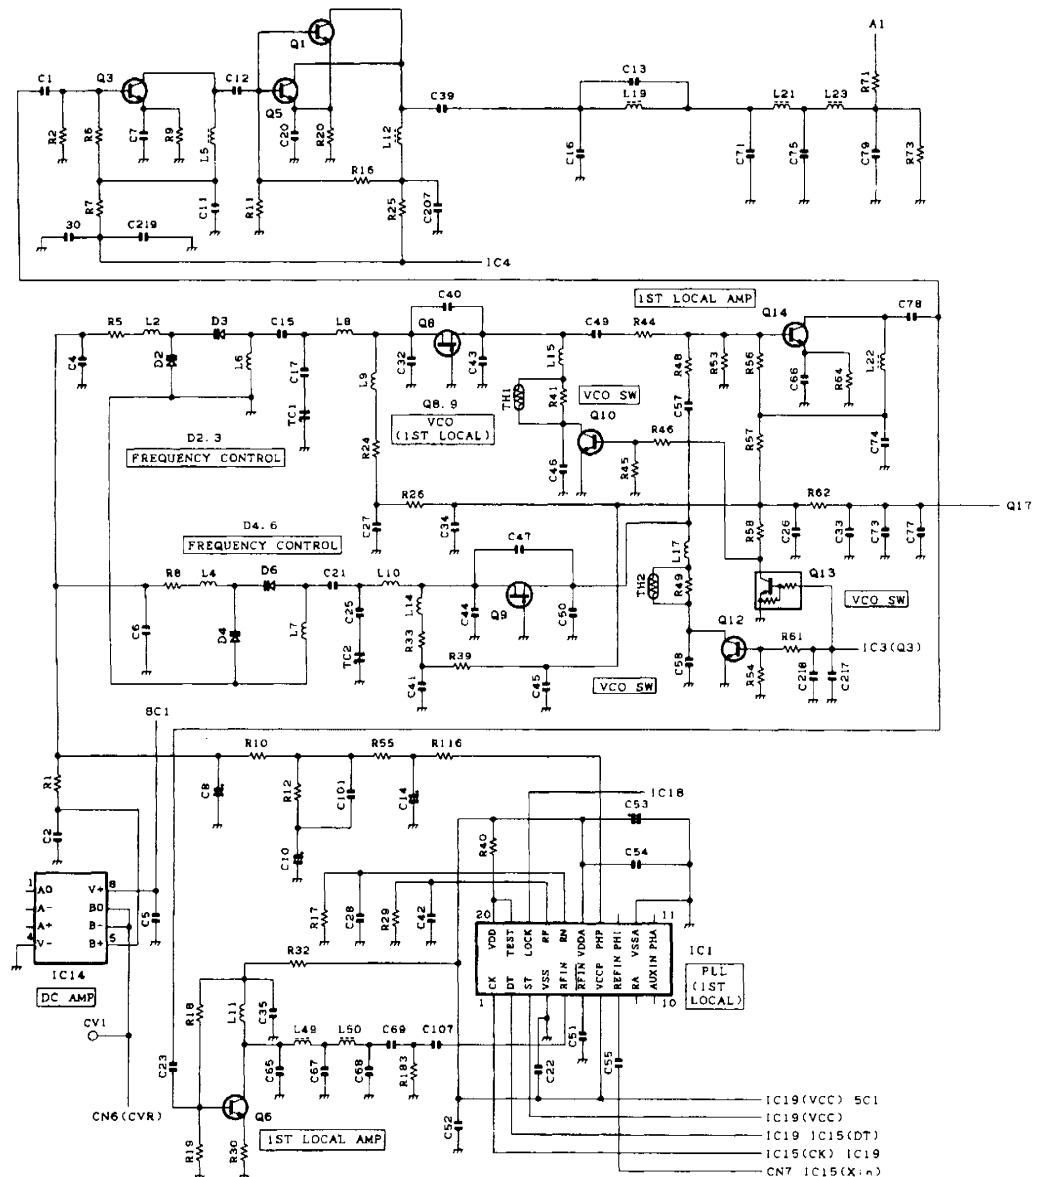 A1
Q1
C1
Q3
C12
Q5
C39
C13
L19
L21
L23
R71
R2
R6
C7
R9
L5
C20
R20
L12
C16
C71
C75
C79
R73
R16
R7
C11
R11
R25
C207
30
C219
IC4
C40
1ST LOCAL AMP
Q14
C78
R5
L2
D3
C15
L8
Q8
C49
R44
C4
D2
L6
C17
TC1
L9
C32
C43
L15
R48
R53
R56
C66
R64
L22
TH1
R41
VCO SW
Q10
C57
Q8.9
VCO
(1ST LOCAL)
D2.3
FREQUENCY CONTROL
R24
C46
R45
R46
R57
C74
R26
R62
Q17
C27
C34
R58
C26
C33
C73
C77
D4.6
FREQUENCY CONTROL
C47
L17
R8
L4
D6
C21
L10
Q9
TH2
R49
Q13
VCO SW
C6
D4
L7
C25
TC2
L14
R33
C44
C50
Q12
R61
IC3(Q3)
R39
C41
C45
VCO SW
C58
R54
C218
C217
8C1
R10
R55
R116
R1
C8
R12
C101
C14
IC18
C53
C2
C10
R40
C54
1
A0
V+
8
A-
B0
A+
B-
4
V-
B+
5
C5
IC14
DC AMP
R17
C28
R29
C42
20
11
VDD
TEST
LOCK
RF
RN
VDDA
PHP
PHI
VSSA
PHA
IC1
PLL
(1ST
LOCAL)
CK
DT
ST
VSS
RFIN
RFIN
VCCP
REFIN
RA
AUXIN
1
10
R32
CV1
R18
L11
C35
L49
L50
C69
C107
C23
C65
C67
C68
R183
C22
C51
C55
CN6(CVR)
Q6
1ST LOCAL AMP
R19
R30
C52
IC19(VCC) 5C1
IC19(VCC)
IC19 IC15(DT)
IC15(CK) IC19
CN7 IC15(Xin)